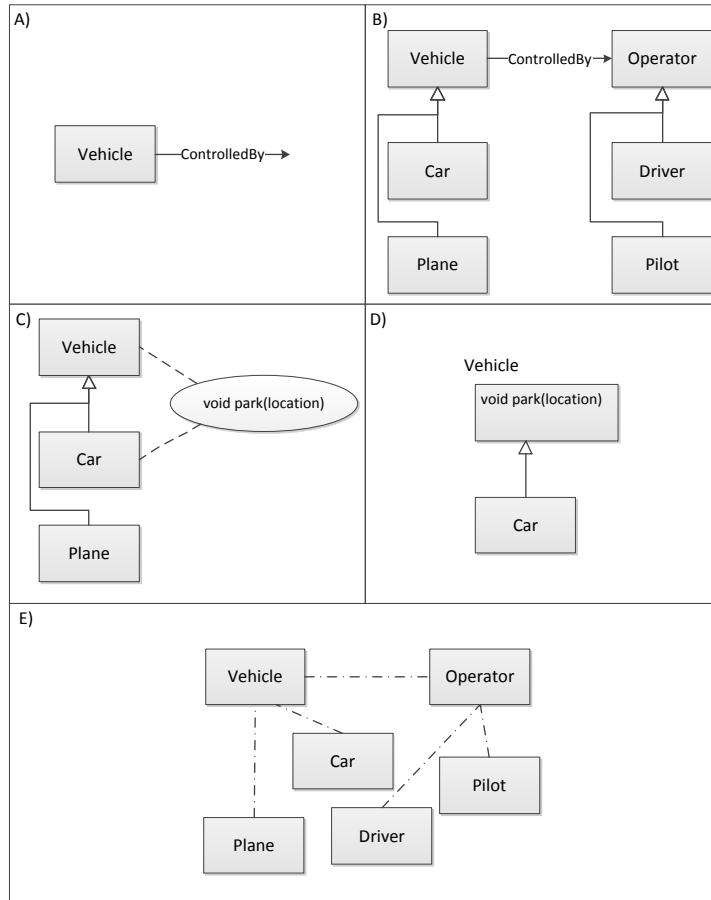 A)
Vehicle
ControlledBy
B)
Vehicle
ControlledBy
Operator
Car
Driver
Plane
Pilot
C)
Vehicle
void park(location)
Car
Plane
D)
Vehicle
void park(location)
Car
E)
Vehicle
Operator
Car
Pilot
Plane
Driver